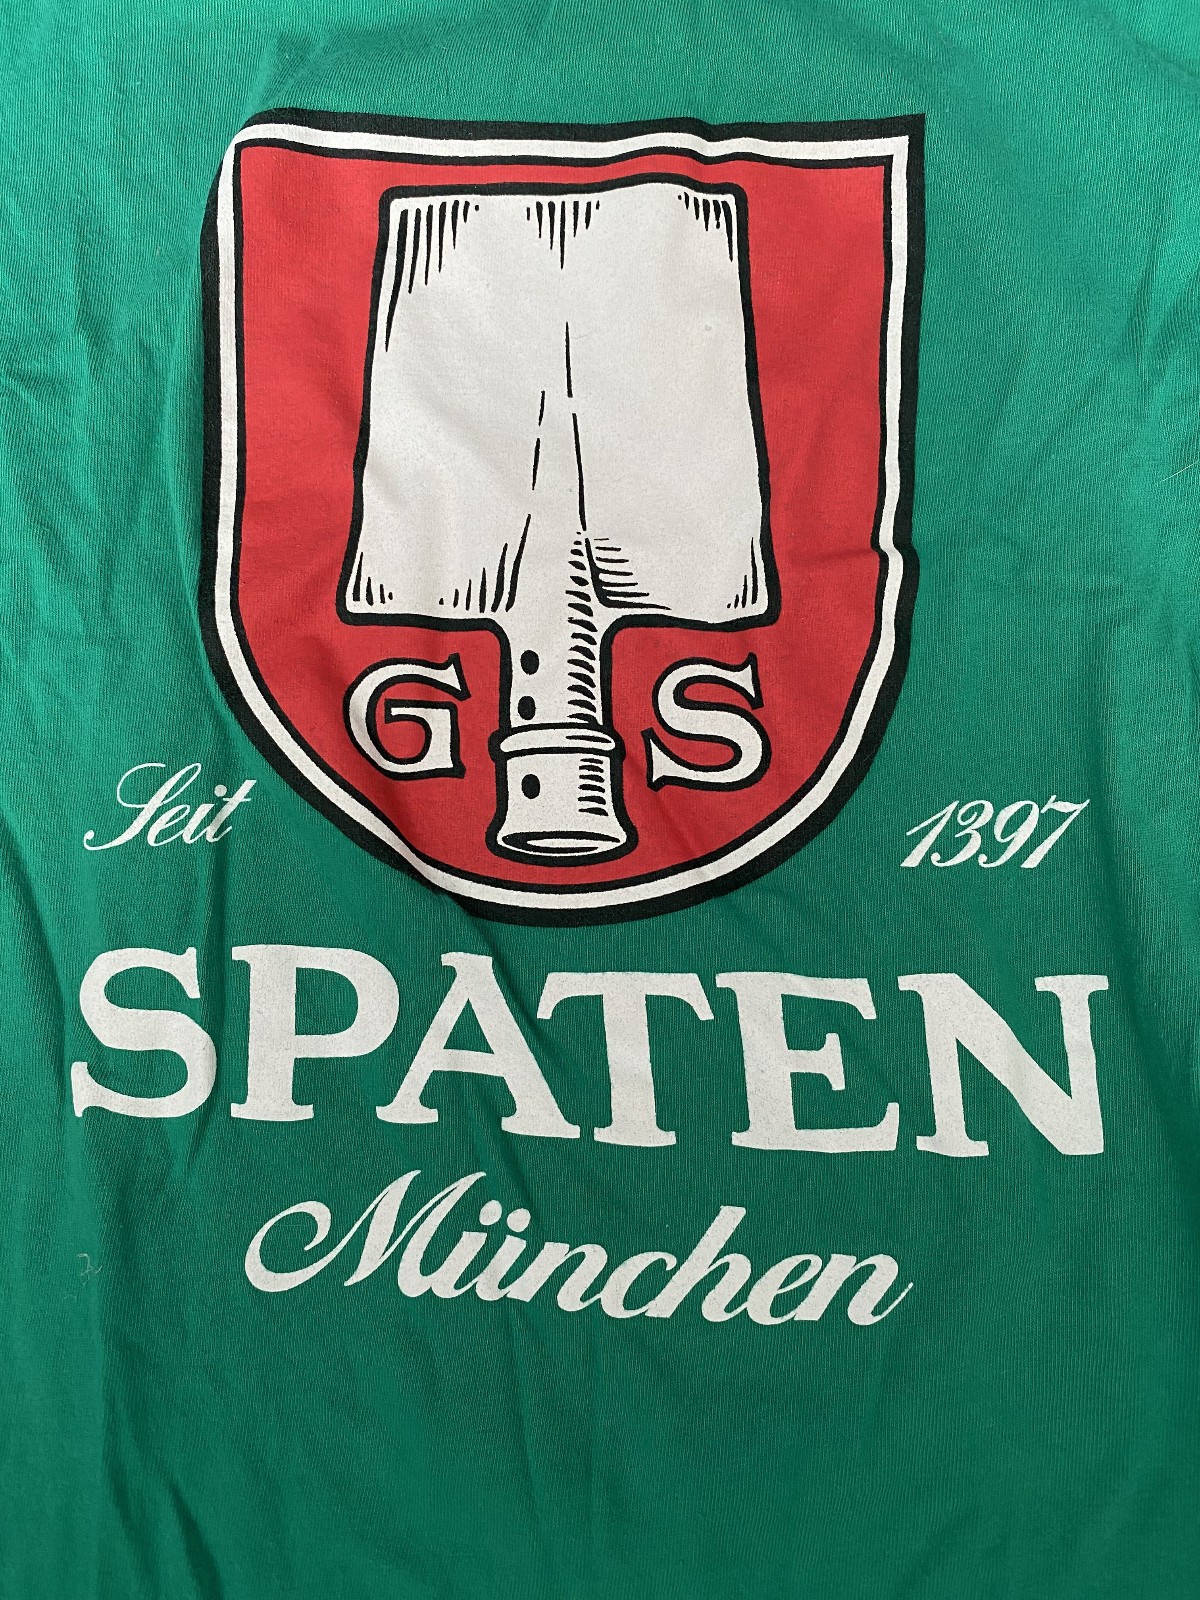 G S
Seit 1397
SPATEN
München